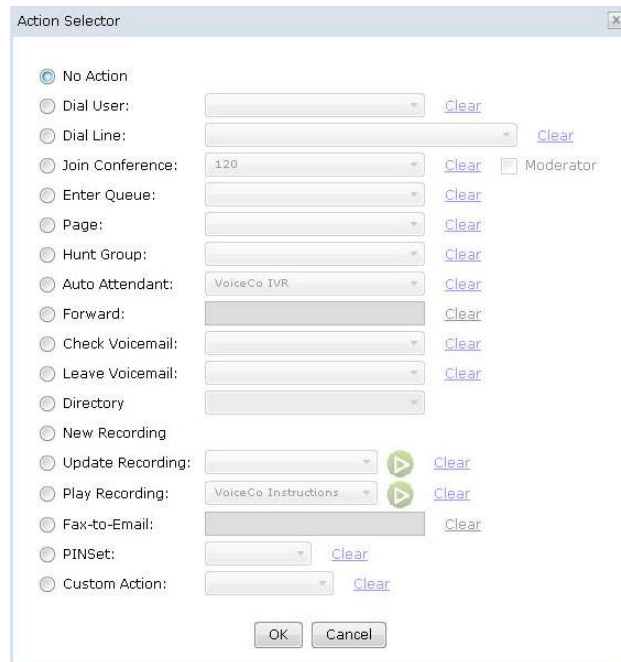 Action Selector
No Action
Dial User: Clear
Dial Line: Clear
Join Conference: 120 Clear Moderator
Enter Queue: Clear
Page: Clear
Hunt Group: Clear
Auto Attendant: VoiceCo IVR Clear
Forward: Clear
Check Voicemail: Clear
Leave Voicemail: Clear
Directory
New Recording
Update Recording: Clear
Play Recording: VoiceCo Instructions Clear
Fax-to-Email: Clear
PINSet: Clear
Custom Action: Clear
OK Cancel